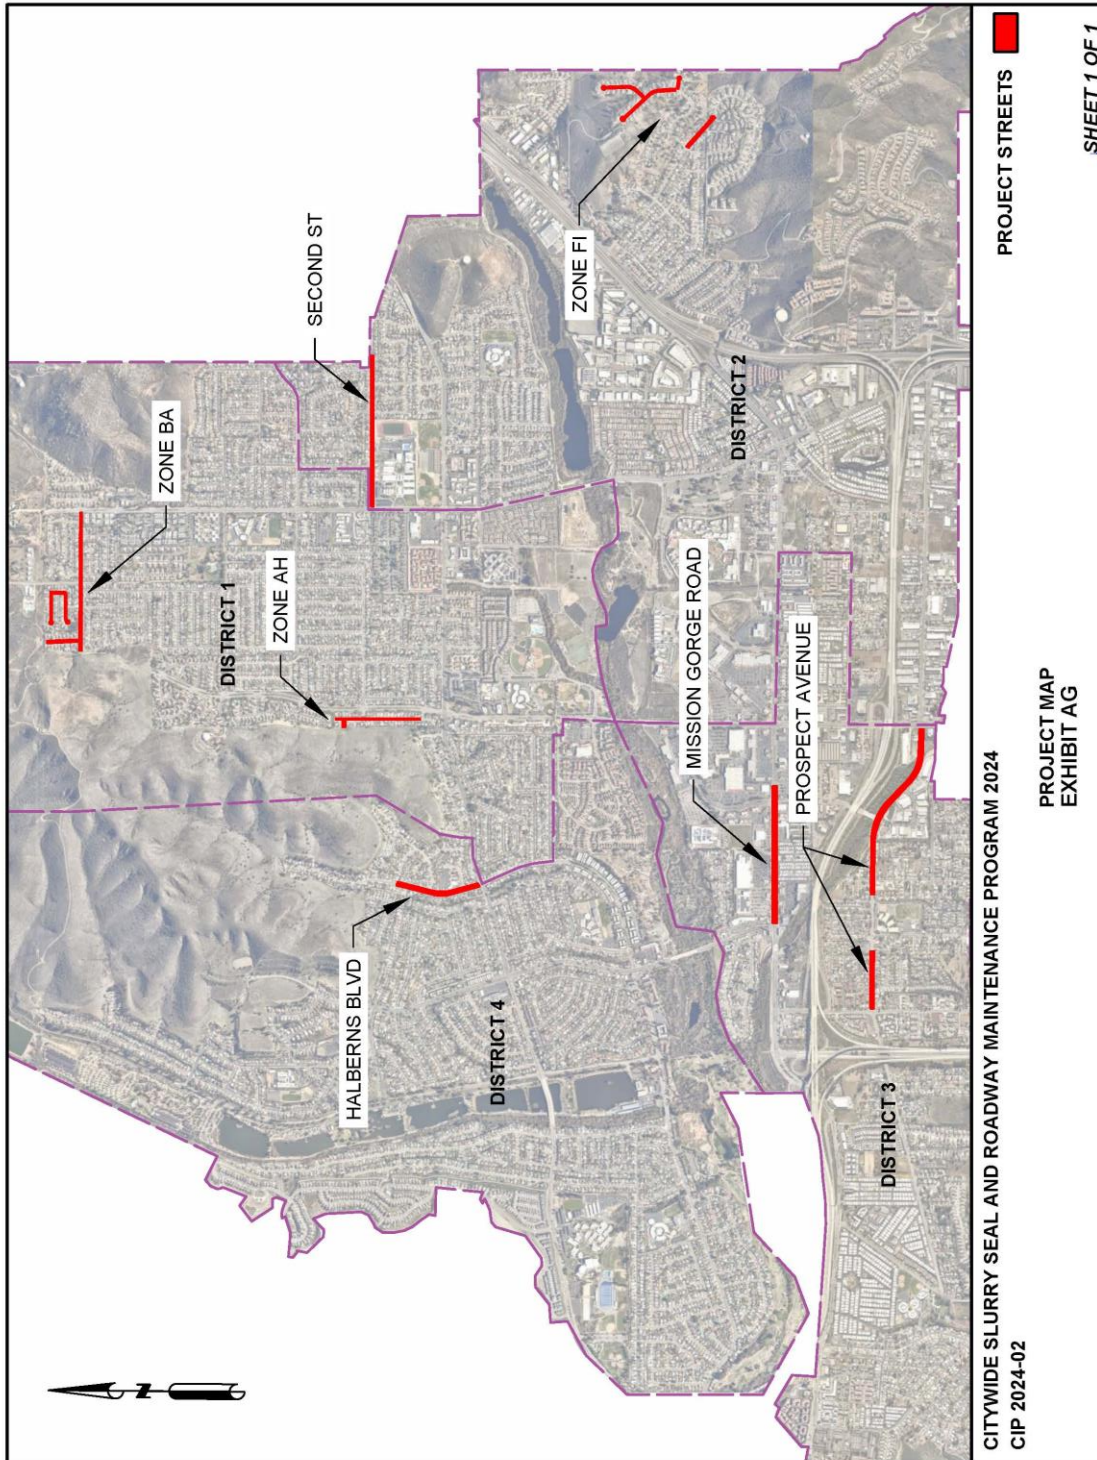 ZONE BA
SECOND ST
DISTRICT 1
ZONE AH
ZONE FI
HALBERNS BLVD
DISTRICT 4
DISTRICT 2
MISSION GORGE ROAD
PROSPECT AVENUE
DISTRICT 3
N
CITYWIDE SLURRY SEAL AND ROADWAY MAINTENANCE PROGRAM 2024
CIP 2024-02
PROJECT STREETS
PROJECT MAP
EXHIBIT AG
SHEET 1 OF 1